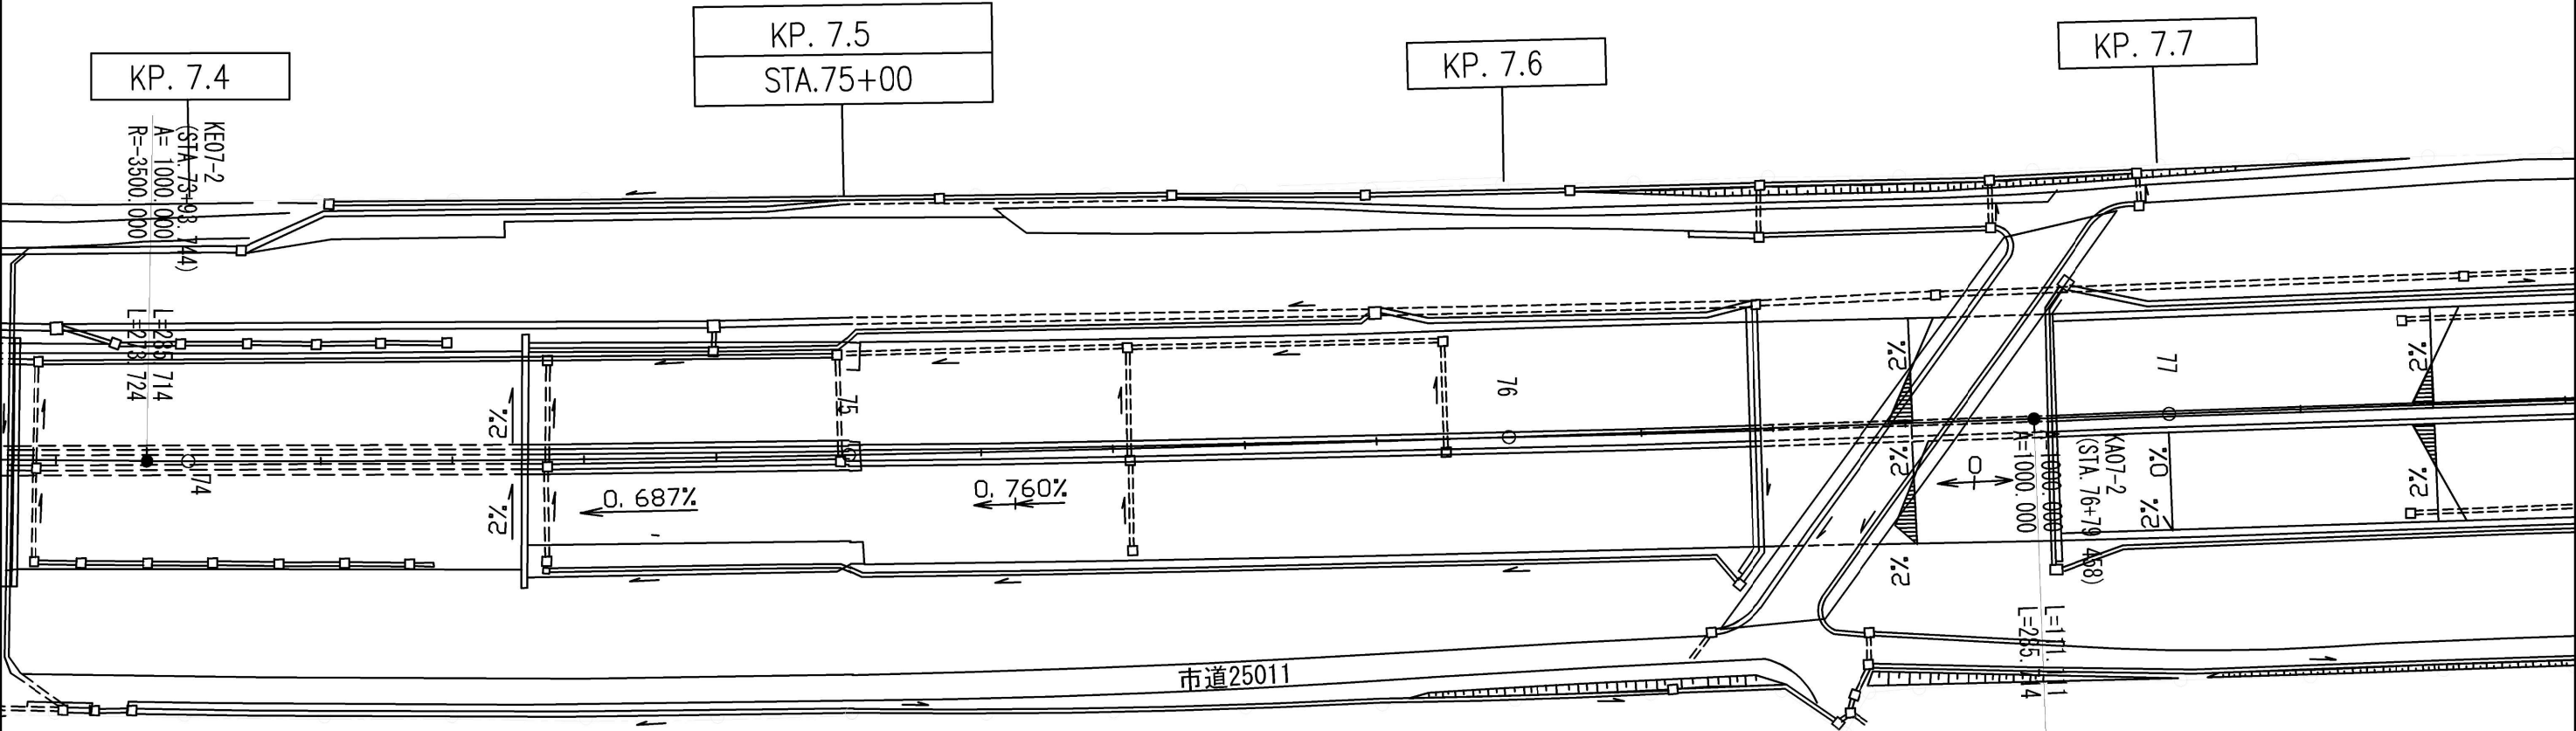 KP. 7.4
KP. 7.5
STA.75+00
KP. 7.6
KP. 7.7
KE07-2
(STA.73+93.744)
A= 1000.000
R=-3500.000
L=285.714
L=273.724
74
2%
2%
0.687%
75
0.760%
76
2%
2%
2%
0
77
KA07-2
(STA.76+79.458)
A=1000.000
0%
2%
2%
2%
市道25011